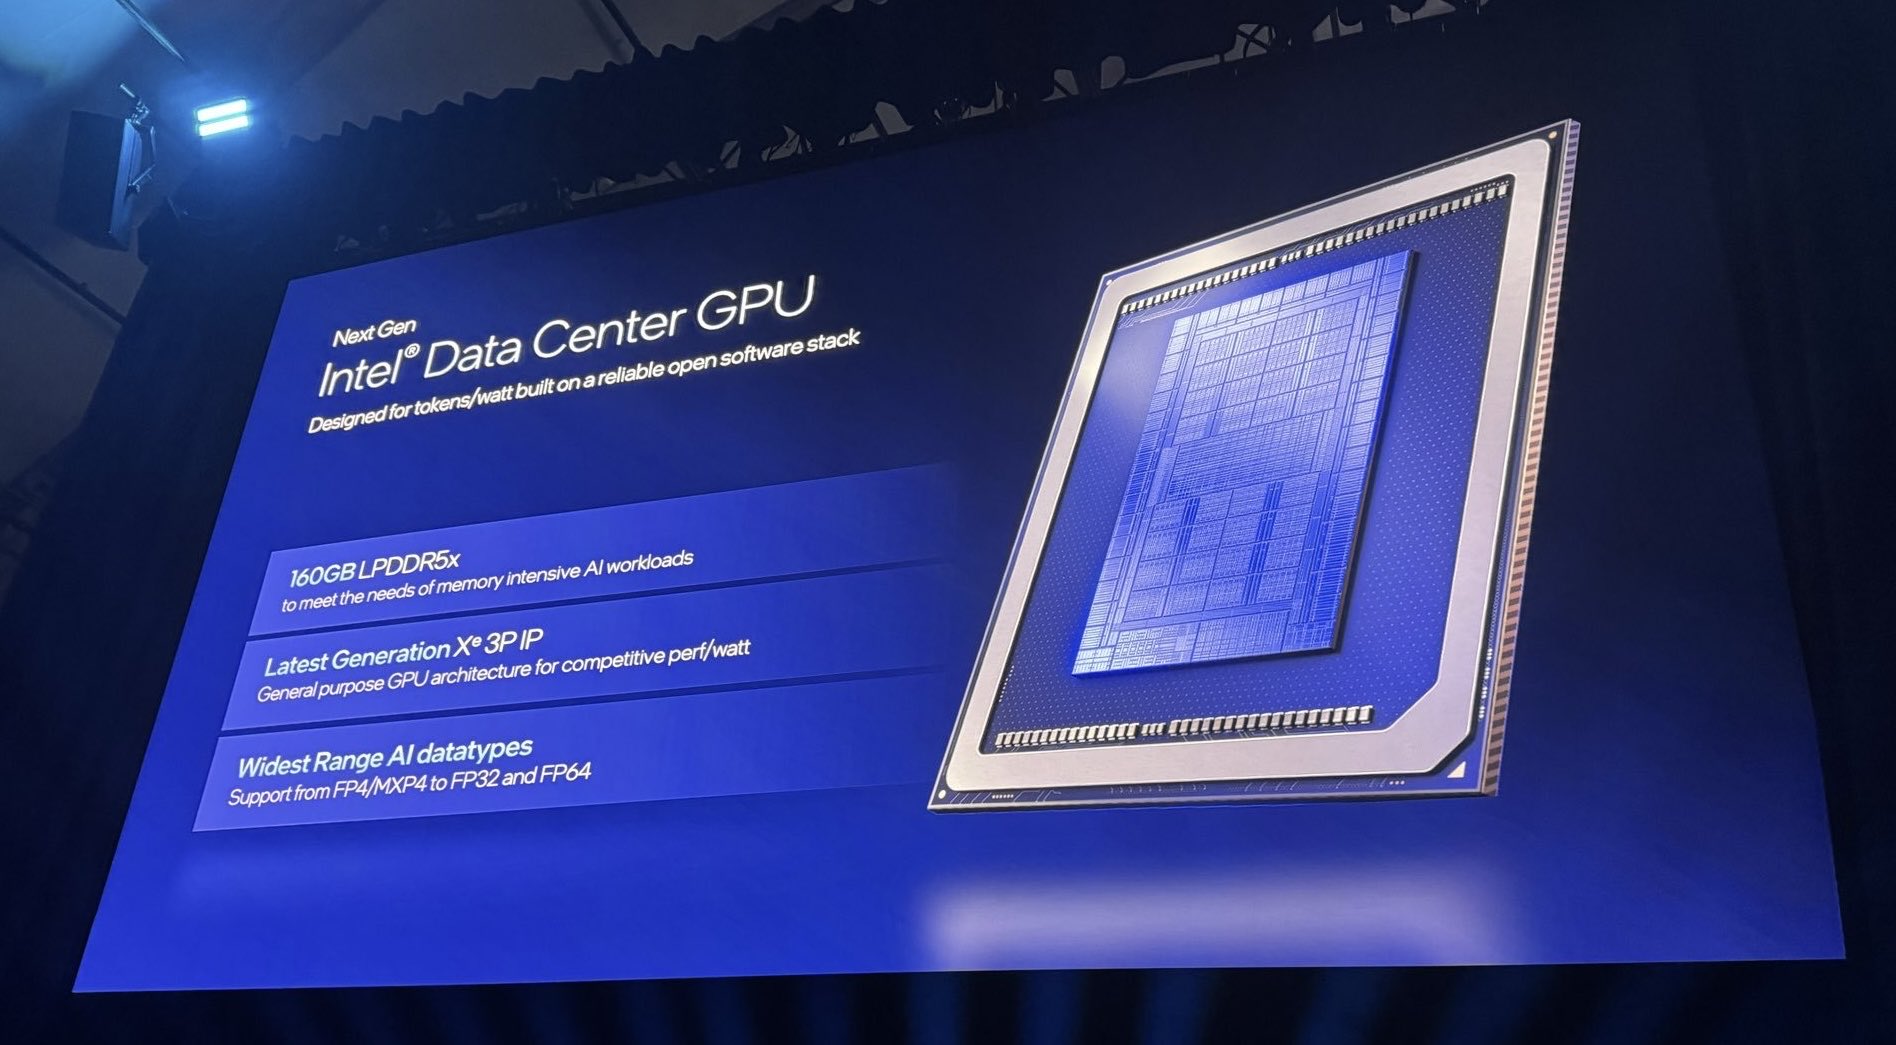 Next Gen
Intel® Data Center GPU
Designed for tokens/watt built on a reliable open software stack
160GB LPDDR5x
to meet the needs of memory intensive AI workloads
Latest Generation Xᵉ 3P IP
General purpose GPU architecture for competitive perf/watt
Widest Range AI datatypes
Support from FP4/MXP4 to FP32 and FP64